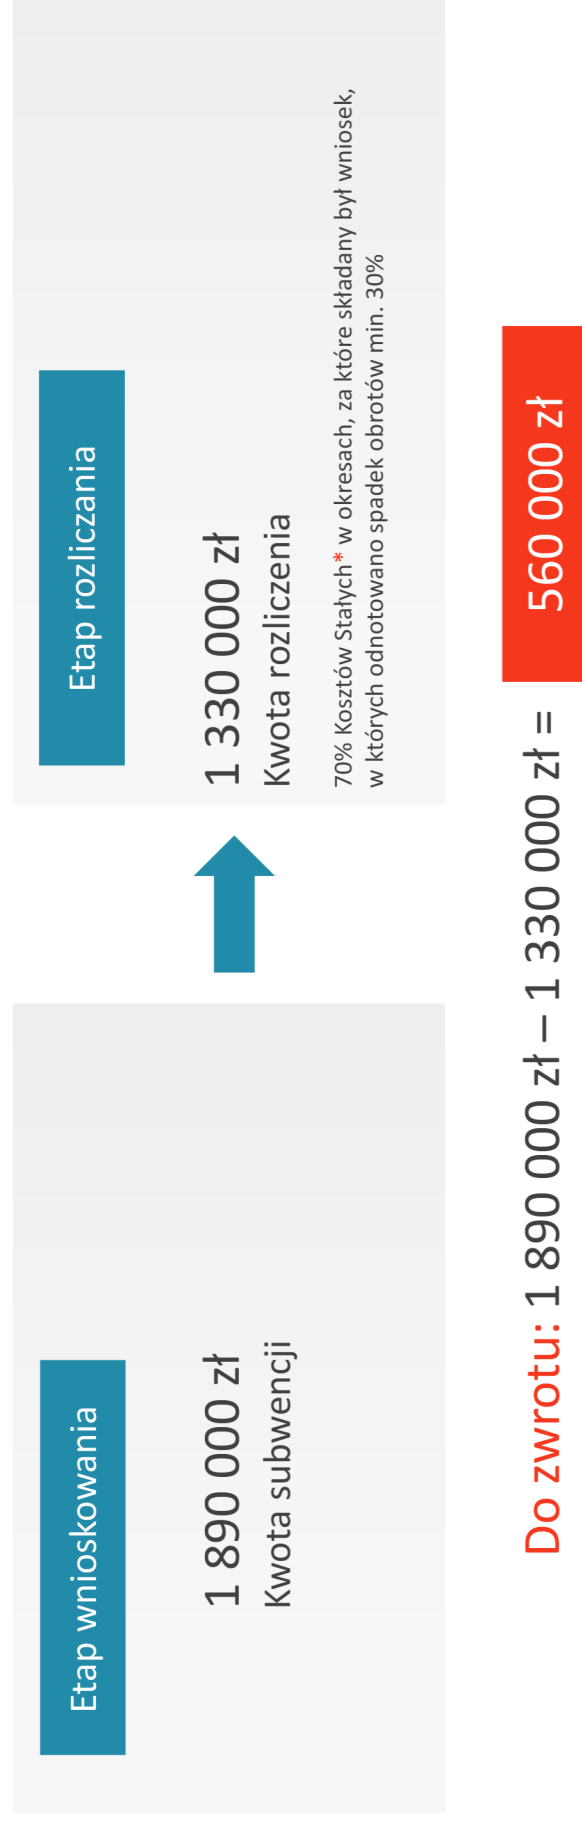 Etap wnioskowania
1 890 000 zł
Kwota subwencji
Etap rozliczania
1 330 000 zł
Kwota rozliczenia
70% Kosztów Stałych* w okresach, za które składany był wniosek,
w których odnotowano spadek obrotów min. 30%
Do zwrotu: 1 890 000 zł – 1 330 000 zł = 560 000 zł